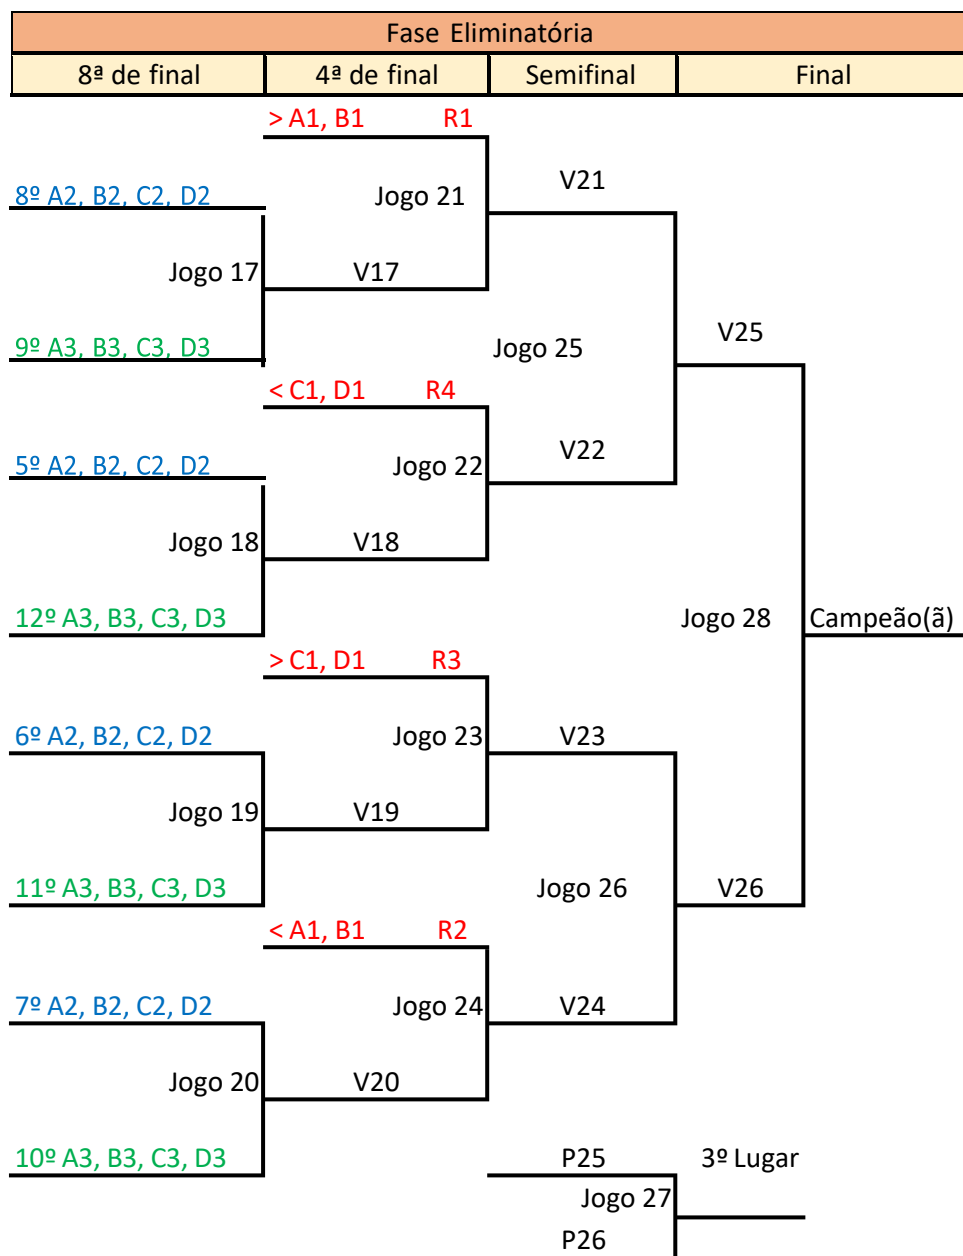 Fase Eliminatória
8ª de final 4ª de final Semifinal Final
> A1, B1 R1
V21
8º A2, B2, C2, D2
Jogo 21
Jogo 17
V17
V25
9º A3, B3, C3, D3
Jogo 25
< C1, D1 R4
V22
5º A2, B2, C2, D2
Jogo 22
Jogo 18
V18
12º A3, B3, C3, D3
Jogo 28
Campeão(ã)
> C1, D1 R3
6º A2, B2, C2, D2
Jogo 23
V23
Jogo 19
V19
11º A3, B3, C3, D3
Jogo 26
V26
< A1, B1 R2
7º A2, B2, C2, D2
Jogo 24
V24
Jogo 20
V20
10º A3, B3, C3, D3
P25
3º Lugar
Jogo 27
P26